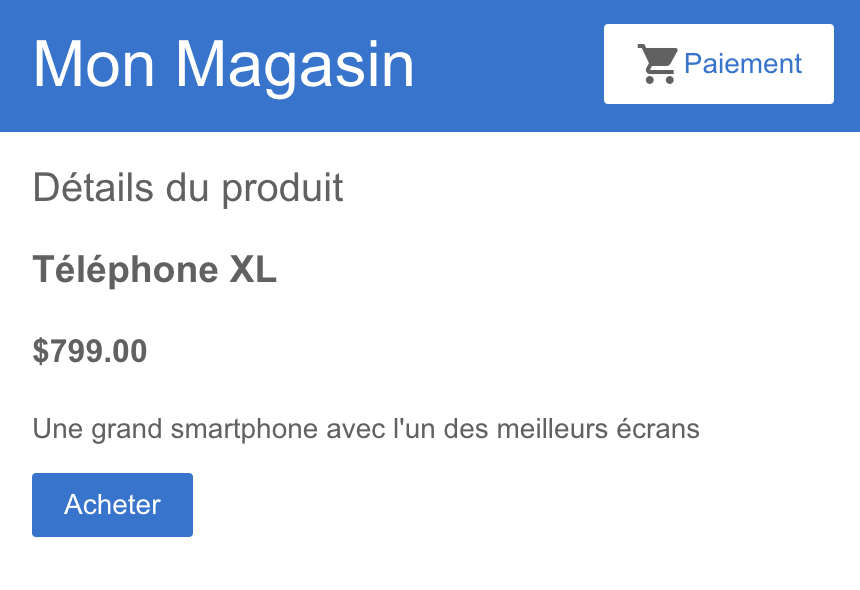 Mon Magasin
Paiement
Détails du produit
Téléphone XL
$799.00
Une grand smartphone avec l'un des meilleurs écrans
Acheter